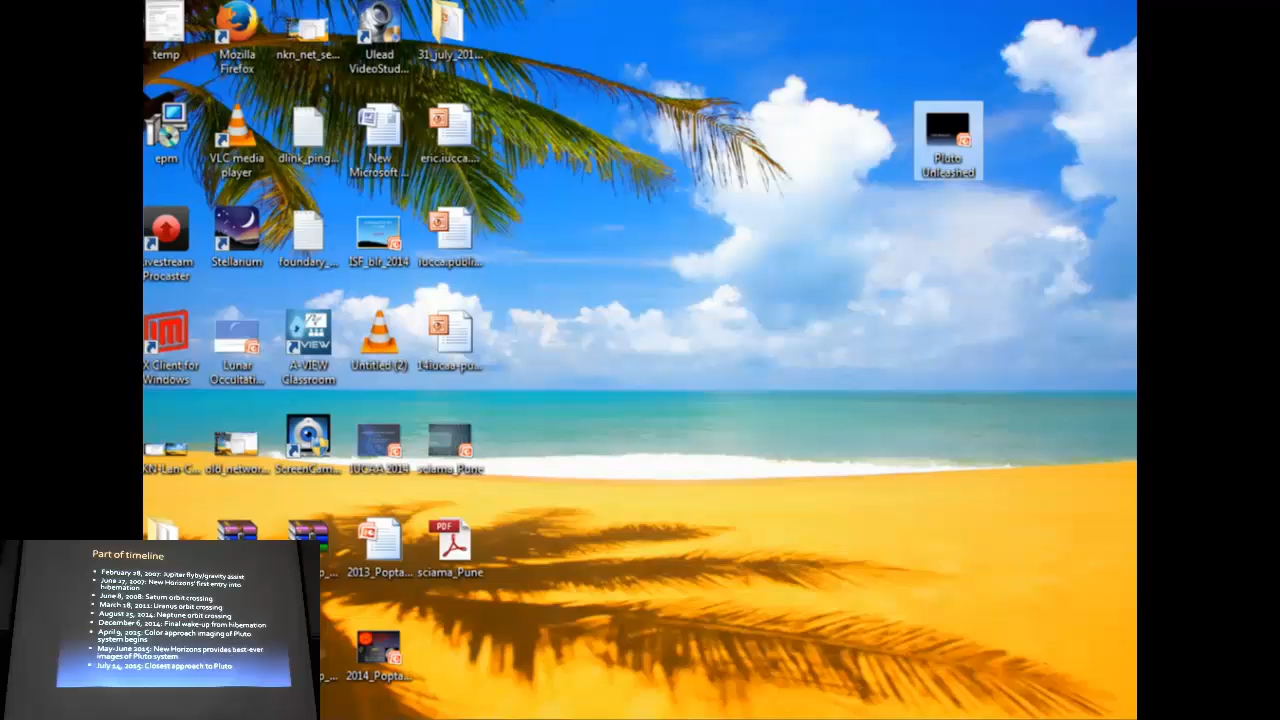 temp
Mozilla
Firefox
nkn_net_se...
Ulead
VideoStud...
31_july_201...
Pluto
Unleashed
epm
VLC media
player
dlink_ping...
New
Microsoft ...
eric.iucca....
ivestream
Procaster
Stellarium
foundary_...
ISF_blr_2014
iucca.publi...
X Client for
Windows
Lunar
Occultati...
A-VIEW
Classroom
Untitled (2)
14iucaa-pu...
KN-Lan-C...
old_networ...
ScreenCam...
IUCAA-2014
sciama_Pune
PDF
2013_Popta...
sciama_Pune
2014_Popta...
Part of timeline
• February 28, 2007: Jupiter flyby/gravity assist
• June 27, 2007: New Horizons' first entry into
hibernation
• June 8, 2008: Saturn orbit crossing
• March 18, 2011: Uranus orbit crossing
• August 25, 2014: Neptune orbit crossing
• December 6, 2014: Final wake-up from hibernation
• April 9, 2015: Color approach imaging of Pluto
system begins
• May-June 2015: New Horizons provides best-ever
images of Pluto system
• July 14, 2015: Closest approach to Pluto